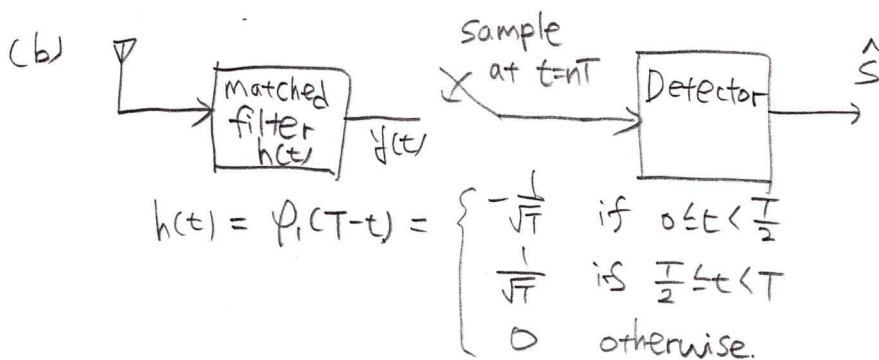 (b)
sample
at t=nT
matched
filter
h(t)
y(t)
Detector
ŝ
h(t) = φ₁(T-t) = { -1/√T if 0≤t<T/2
1/√T if T/2≤t<T
0 otherwise.